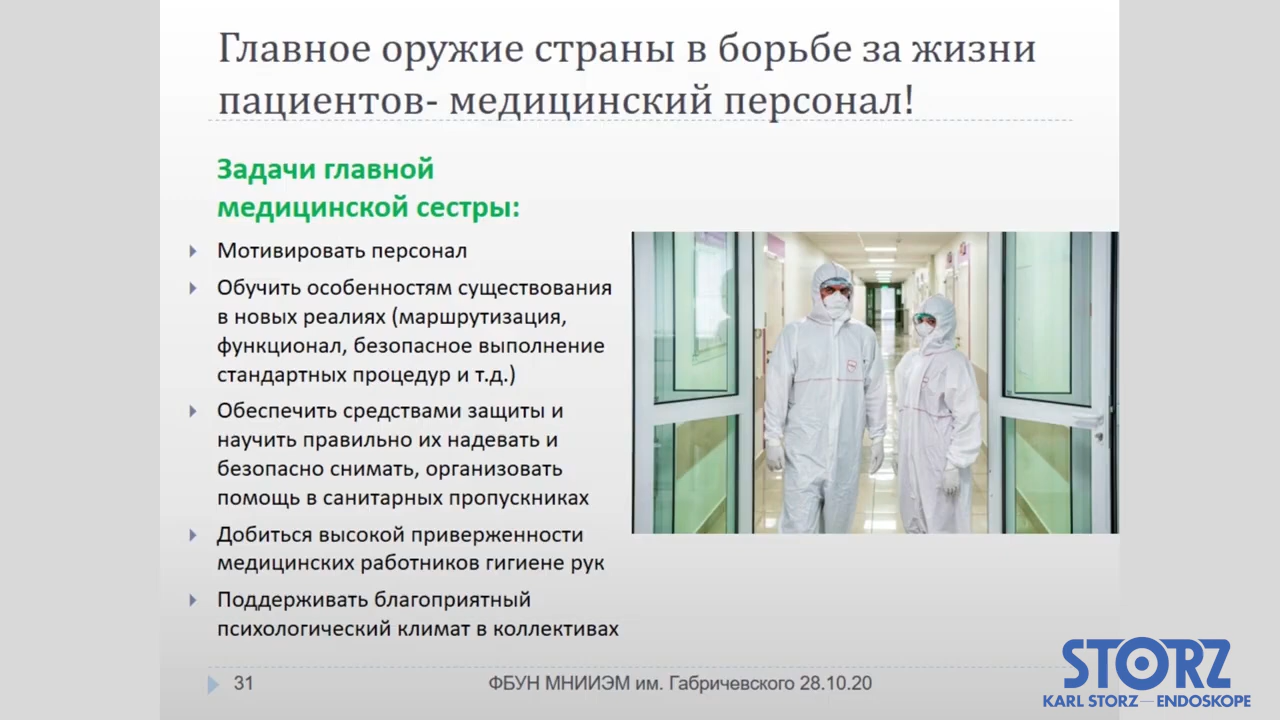 Главное оружие страны в борьбе за жизни
пациентов- медицинский персонал!
Задачи главной
медицинской сестры:
Мотивировать персонал
Обучить особенностям существования
в новых реалиях (маршрутизация,
функционал, безопасное выполнение
стандартных процедур и т.д.)
Обеспечить средствами защиты и
научить правильно их надевать и
безопасно снимать, организовать
помощь в санитарных пропускниках
Добиться высокой приверженности
медицинских работников гигиене рук
Поддерживать благоприятный
психологический климат в коллективах
31
ФБУН МНИИЭМ им. Габричевского 28.10.20
STORZ
KARL STORZ—ENDOSKOPE